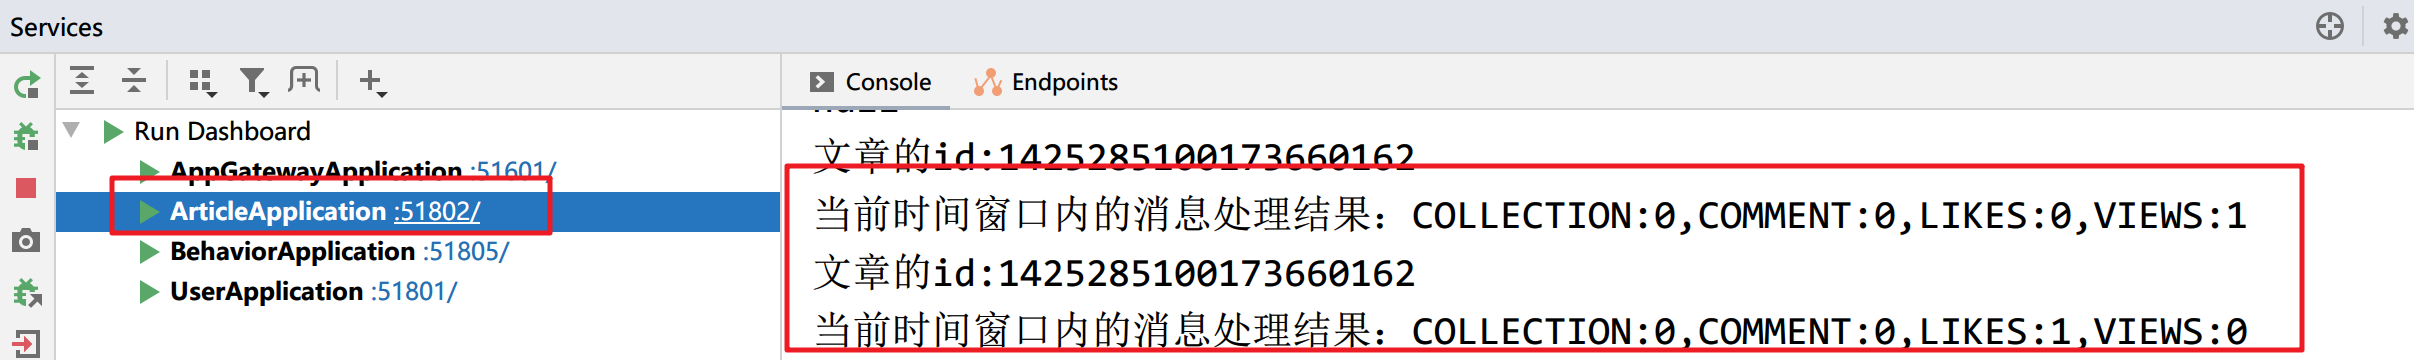 Services
Console
Endpoints
Run Dashboard
AppGatewayApplication :51601/
ArticleApplication :51802/
BehaviorApplication :51805/
UserApplication :51801/
null
文章的id:1425285100173660162
当前时间窗口内的消息处理结果：COLLECTION:0,COMMENT:0,LIKES:0,VIEWS:1
文章的id:1425285100173660162
当前时间窗口内的消息处理结果：COLLECTION:0,COMMENT:0,LIKES:1,VIEWS:0